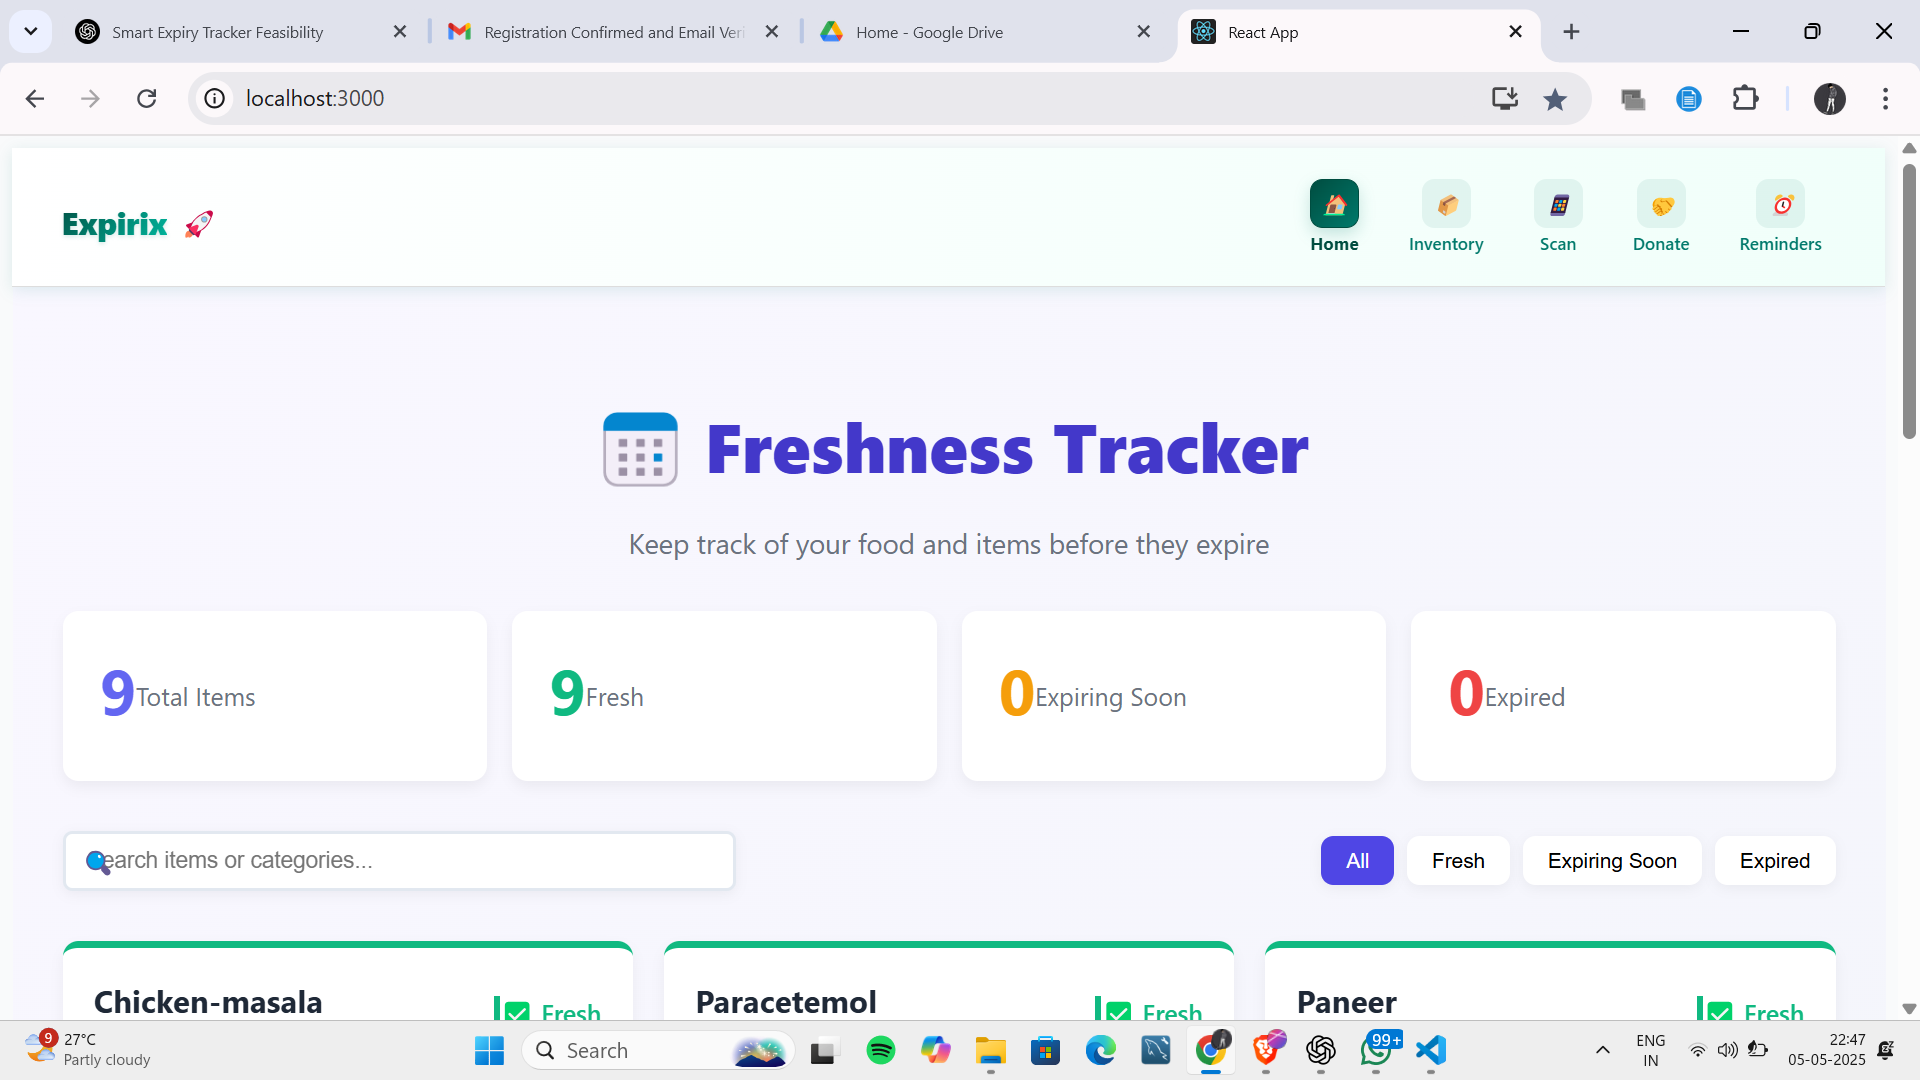 Smart Expiry Tracker Feasibility
Registration Confirmed and Email Veri
Home - Google Drive
React App
localhost:3000
Expirix
Home
Inventory
Scan
Donate
Reminders
Freshness Tracker
Keep track of your food and items before they expire
9 Total Items
9 Fresh
0 Expiring Soon
0 Expired
earch items or categories...
All
Fresh
Expiring Soon
Expired
Chicken-masala
Fresh
Paracetemol
Fresh
Paneer
Fresh
9
27°C
Partly cloudy
Search
99+
ENG
IN
22:47
05-05-2025